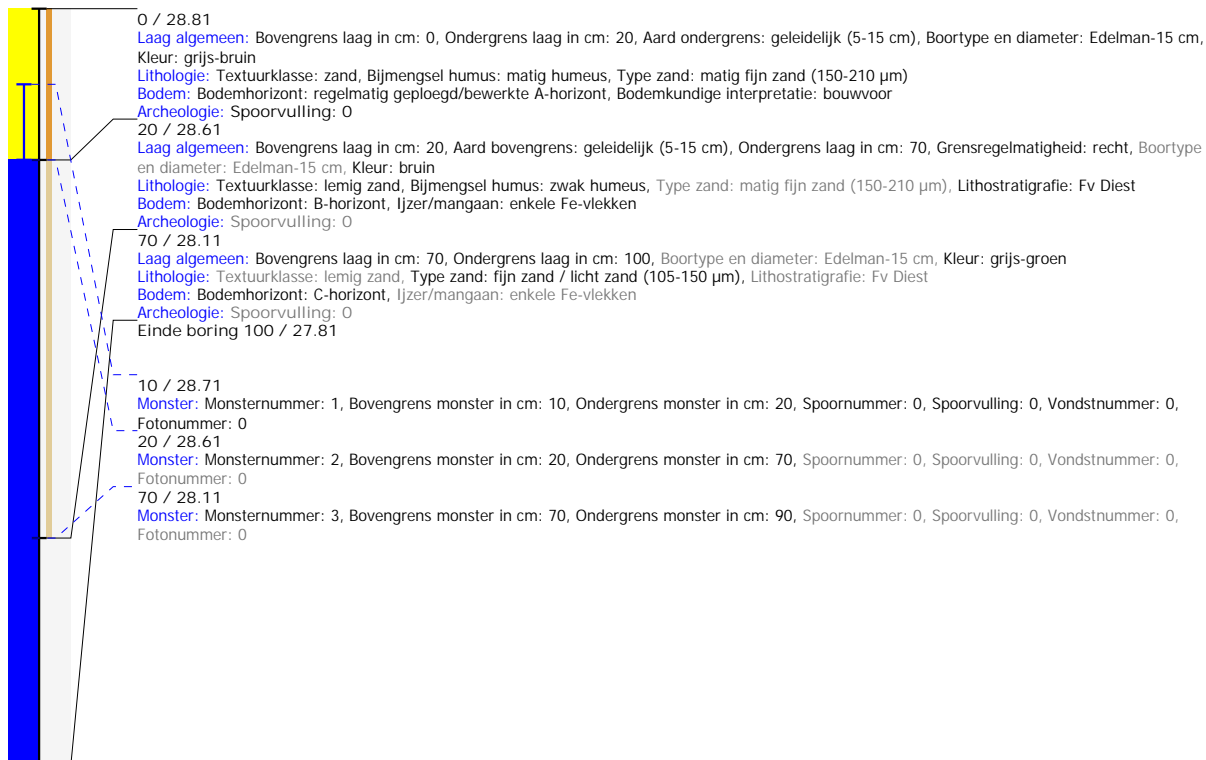 0 / 28.81
Laag algemeen: Bovengrens laag in cm: 0, Ondergrens laag in cm: 20, Aard ondergrens: geleidelijk (5-15 cm), Boortype en diameter: Edelman-15 cm,
Kleur: grijs-bruin
Lithologie: Textuurklasse: zand, Bijmengsel humus: matig humeus, Type zand: matig fijn zand (150-210 µm)
Bodem: Bodemhorizont: regelmatig geploegd/bewerkte A-horizont, Bodemkundige interpretatie: bouwvoor
Archeologie: Spoorvulling: 0
20 / 28.61
Laag algemeen: Bovengrens laag in cm: 20, Aard bovengrens: geleidelijk (5-15 cm), Ondergrens laag in cm: 70, Grensregelmatigheid: recht, Boortype
en diameter: Edelman-15 cm, Kleur: bruin
Lithologie: Textuurklasse: lemig zand, Bijmengsel humus: zwak humeus, Type zand: matig fijn zand (150-210 µm), Lithostratigrafie: Fv Diest
Bodem: Bodemhorizont: B-horizont, Ijzer/mangaan: enkele Fe-vlekken
Archeologie: Spoorvulling: 0
70 / 28.11
Laag algemeen: Bovengrens laag in cm: 70, Ondergrens laag in cm: 100, Boortype en diameter: Edelman-15 cm, Kleur: grijs-groen
Lithologie: Textuurklasse: lemig zand, Type zand: fijn zand / licht zand (105-150 µm), Lithostratigrafie: Fv Diest
Bodem: Bodemhorizont: C-horizont, Ijzer/mangaan: enkele Fe-vlekken
Archeologie: Spoorvulling: 0
Einde boring 100 / 27.81
10 / 28.71
Monster: Monsternummer: 1, Bovengrens monster in cm: 10, Ondergrens monster in cm: 20, Spoornummer: 0, Spoorvulling: 0, Vondstnummer: 0,
Fotonummer: 0
20 / 28.61
Monster: Monsternummer: 2, Bovengrens monster in cm: 20, Ondergrens monster in cm: 70, Spoornummer: 0, Spoorvulling: 0, Vondstnummer: 0,
Fotonummer: 0
70 / 28.11
Monster: Monsternummer: 3, Bovengrens monster in cm: 70, Ondergrens monster in cm: 90, Spoornummer: 0, Spoorvulling: 0, Vondstnummer: 0,
Fotonummer: 0